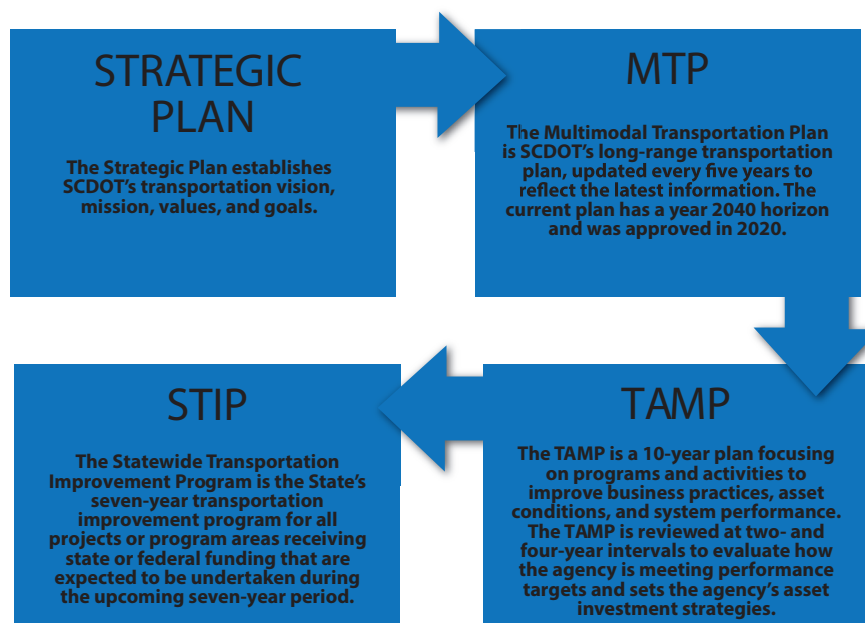 STRATEGIC
PLAN
The Strategic Plan establishes
SCDOT's transportation vision,
mission, values, and goals.
MTP
The Multimodal Transportation Plan
is SCDOT's long-range transportation
plan, updated every five years to
reflect the latest information. The
current plan has a year 2040 horizon
and was approved in 2020.
TAMP
The TAMP is a 10-year plan focusing
on programs and activities to
improve business practices, asset
conditions, and system performance.
The TAMP is reviewed at two- and
four-year intervals to evaluate how
the agency is meeting performance
targets and sets the agency's asset
investment strategies.
STIP
The Statewide Transportation
Improvement Program is the State's
seven-year transportation
improvement program for all
projects or program areas receiving
state or federal funding that are
expected to be undertaken during
the upcoming seven-year period.